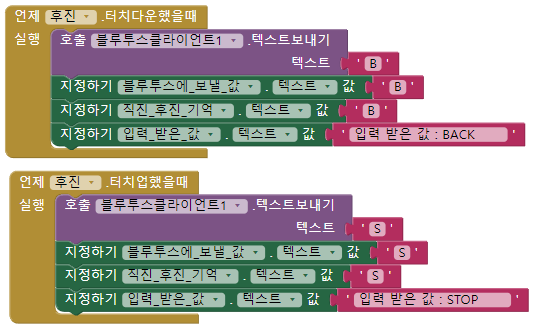 언제 후진 .터치다운했을때
실행 호출 블루투스클라이언트1 .텍스트보내기
텍스트 " B "
지정하기 블루투스에_보낼_값 . 텍스트 값 " B "
지정하기 직진_후진_기억 . 텍스트 값 " B "
지정하기 입력_받은_값 . 텍스트 값 " 입력 받은 값 : BACK "
언제 후진 .터치업했을때
실행 호출 블루투스클라이언트1 .텍스트보내기
텍스트 " S "
지정하기 블루투스에_보낼_값 . 텍스트 값 " S "
지정하기 직진_후진_기억 . 텍스트 값 " S "
지정하기 입력_받은_값 . 텍스트 값 " 입력 받은 값 : STOP "